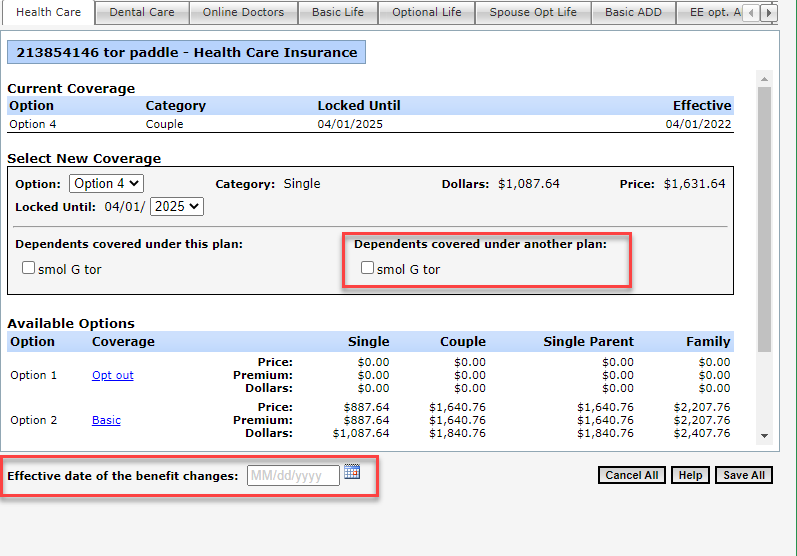 Health Care Dental Care Online Doctors Basic Life Optional Life Spouse Opt Life Basic ADD EE opt. A
213854146 tor paddle - Health Care Insurance
Current Coverage
Option Category Locked Until Effective
Option 4 Couple 04/01/2025 04/01/2022
Select New Coverage
Option: Option 4 Category: Single Dollars: $1,087.64 Price: $1,631.64
Locked Until: 04/01/ 2025
Dependents covered under this plan: Dependents covered under another plan:
smol G tor smol G tor
Available Options
Option Coverage Single Couple Single Parent Family
Price: $0.00 $0.00 $0.00 $0.00
Option 1 Opt out Premium: $0.00 $0.00 $0.00 $0.00
Dollars: $0.00 $0.00 $0.00 $0.00
Price: $887.64 $1,640.76 $1,640.76 $2,207.76
Option 2 Basic Premium: $887.64 $1,640.76 $1,640.76 $2,207.76
Dollars: $1,087.64 $1,840.76 $1,840.76 $2,407.76
Effective date of the benefit changes: MM/dd/yyyy Cancel All Help Save All